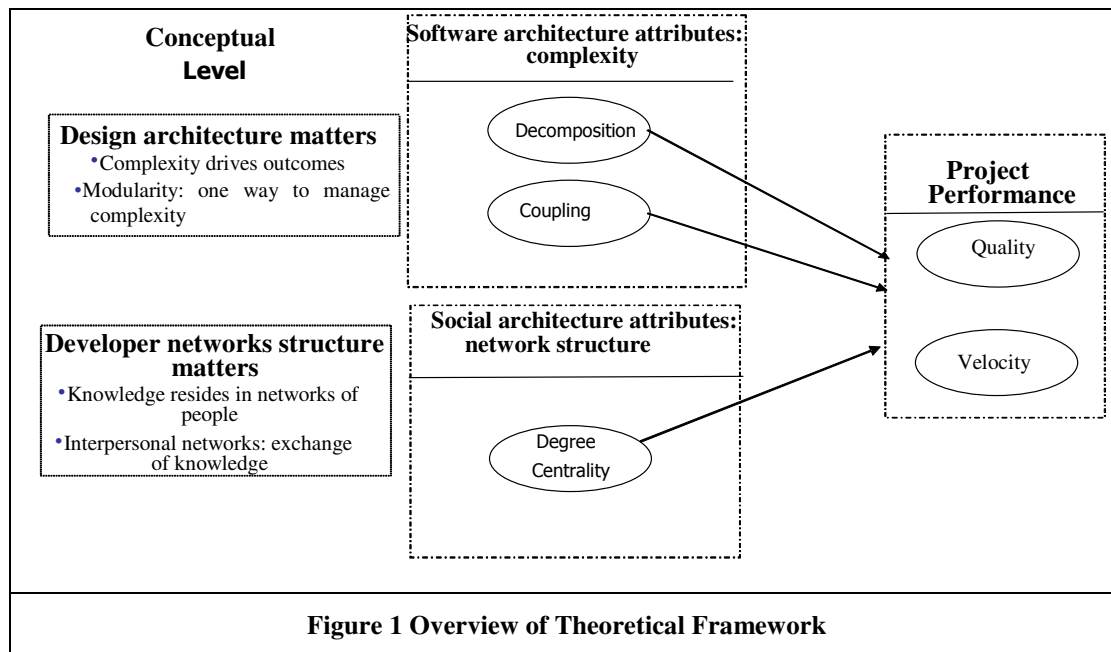 Conceptual
Level
Design architecture matters
•Complexity drives outcomes
•Modularity: one way to manage
complexity
Developer networks structure
matters
•Knowledge resides in networks of
people
•Interpersonal networks: exchange
of knowledge
Software architecture attributes:
complexity
Decomposition
Coupling
Social architecture attributes:
network structure
Degree
Centrality
Project
Performance
Quality
Velocity
Figure 1 Overview of Theoretical Framework